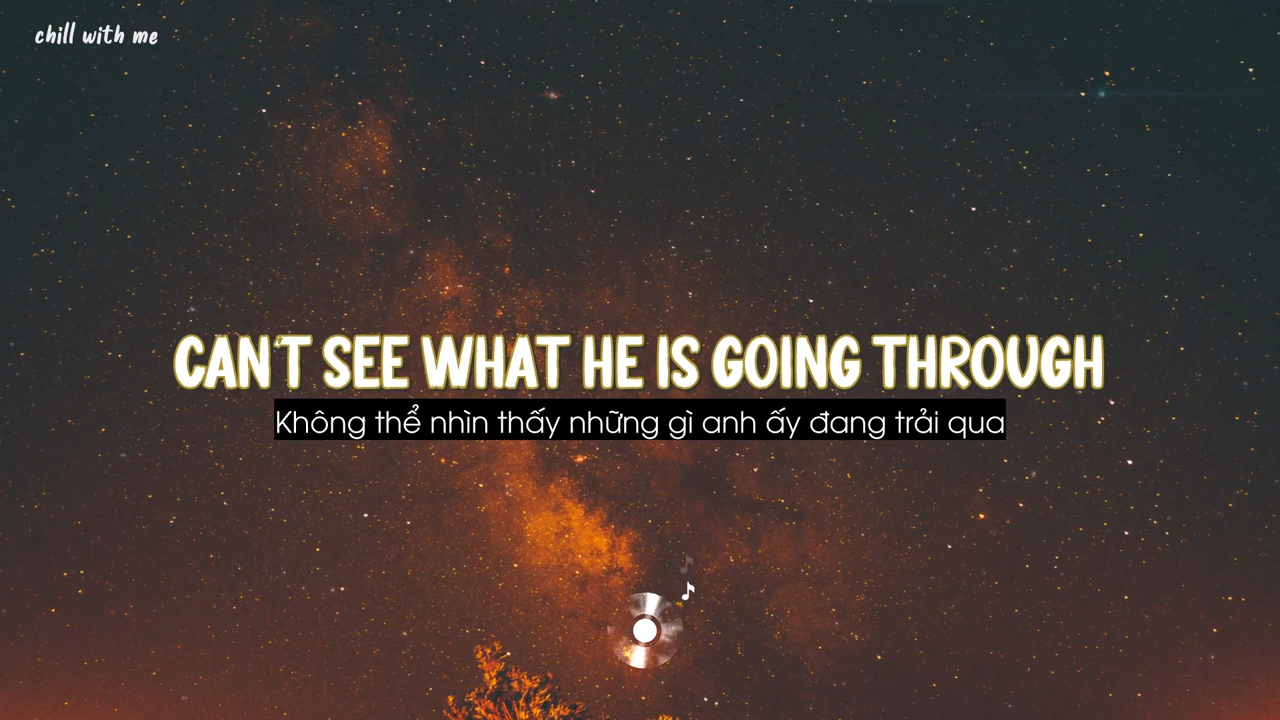 chill with me
CAN'T SEE WHAT HE IS GOING THROUGH
Không thể nhìn thấy những gì anh ấy đang trải qua